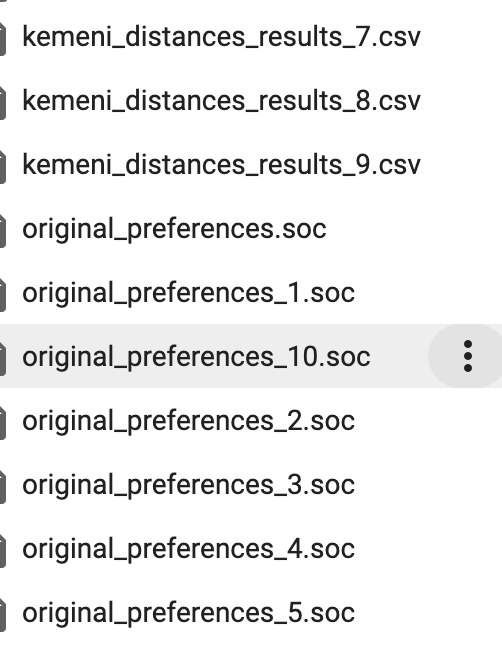 kemeni_distances_results_7.csv
kemeni_distances_results_8.csv
kemeni_distances_results_9.csv
original_preferences.soc
original_preferences_1.soc
original_preferences_10.soc
original_preferences_2.soc
original_preferences_3.soc
original_preferences_4.soc
original_preferences_5.soc